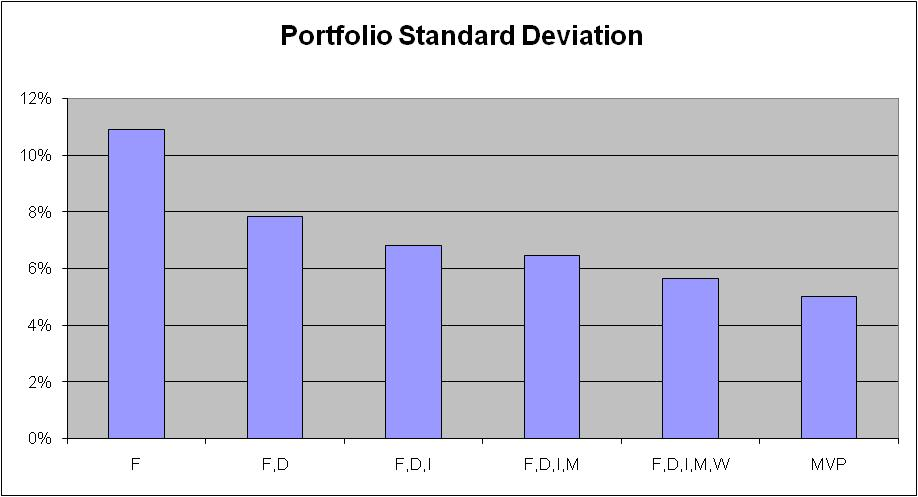 Portfolio Standard Deviation
12%
10%
8%
6%
4%
2%
0%
F
F,D
F,D,I
F,D,I,M
F,D,I,M,W
MVP